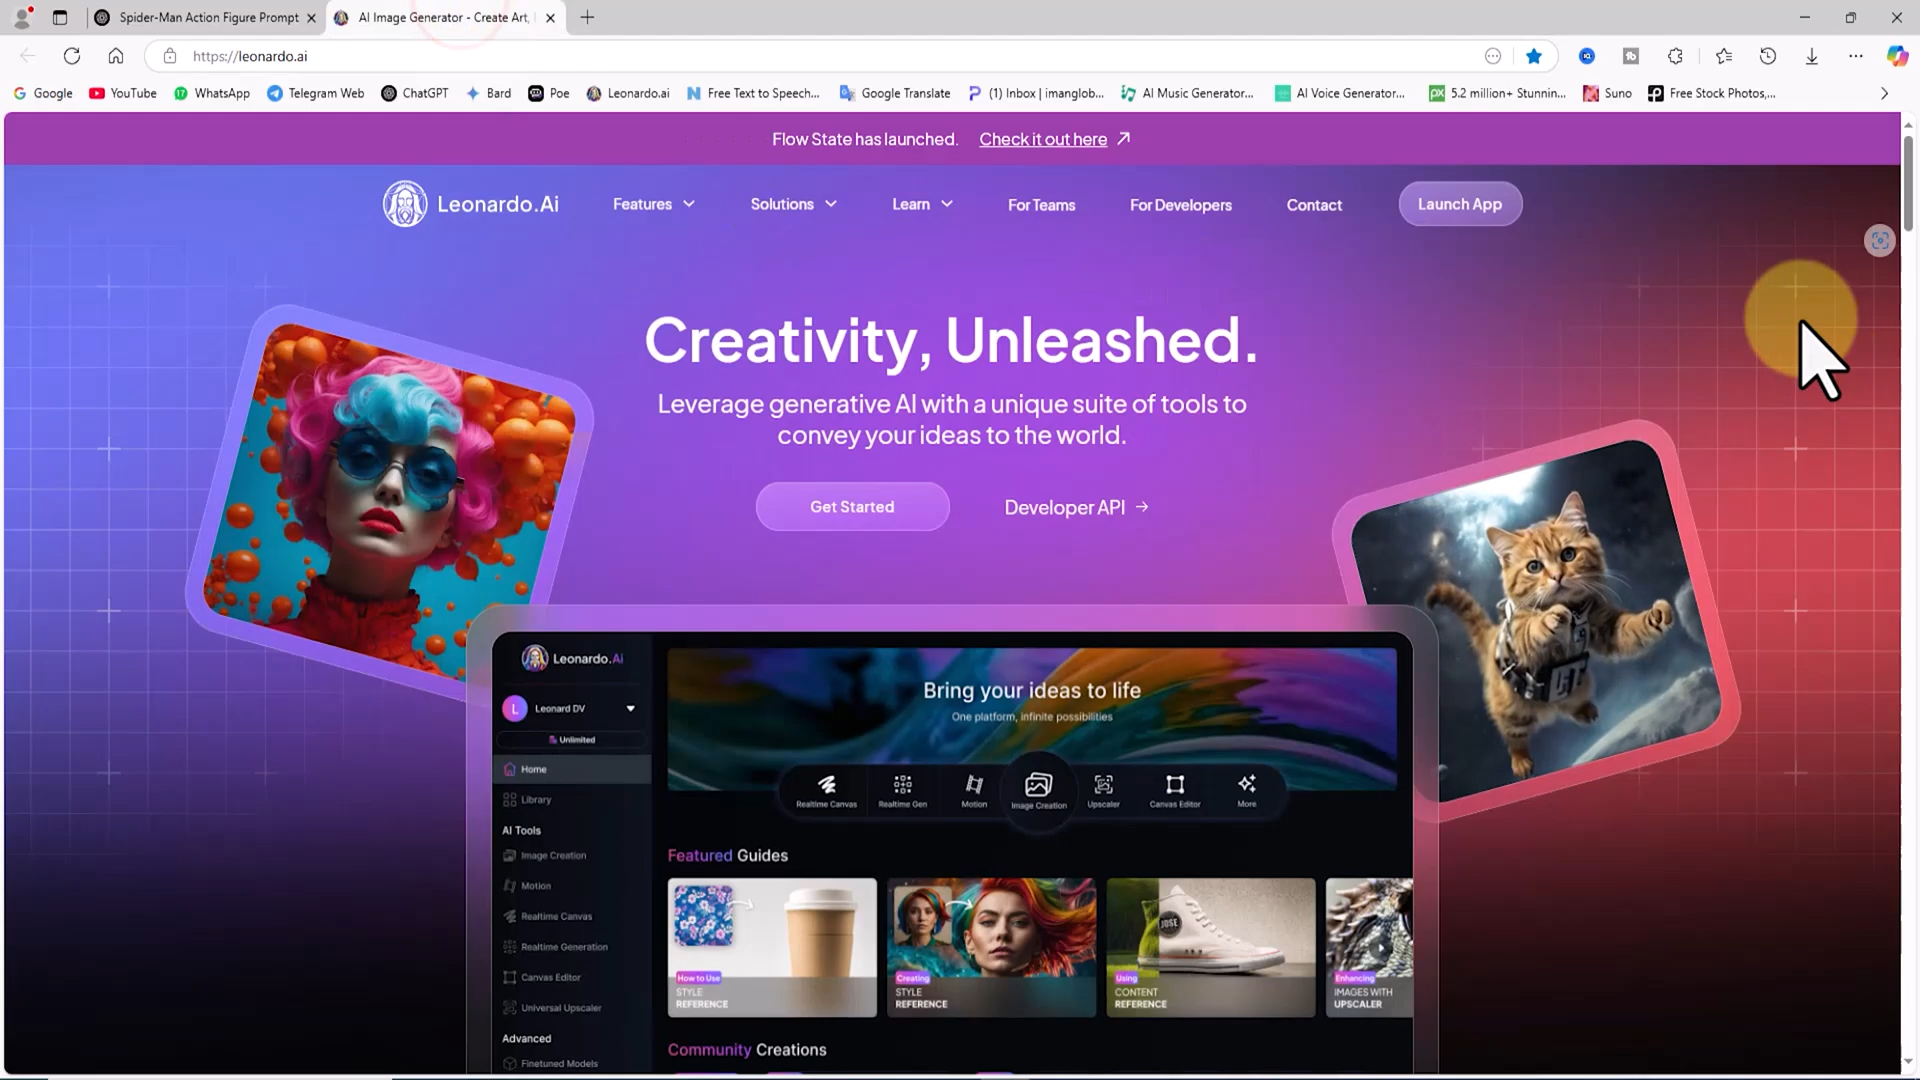 Spider-Man Action Figure Prompt
AI Image Generator - Create Art,
https://leonardo.ai
Google
YouTube
WhatsApp
Telegram Web
ChatGPT
Bard
Poe
Leonardo.ai
Free Text to Speech...
Google Translate
(1) Inbox | imanglob...
AI Music Generator...
AI Voice Generator...
5.2 million+ Stunnin...
Suno
Free Stock Photos,...
Flow State has launched. Check it out here
Leonardo.Ai
Features
Solutions
Learn
For Teams
For Developers
Contact
Launch App
Creativity, Unleashed.
Leverage generative AI with a unique suite of tools to
convey your ideas to the world.
Get Started
Developer API
Leonardo.Ai
L Leonard DV
Unlimited
Home
Library
AI Tools
Image Creation
Motion
Realtime Canvas
Realtime Generation
Canvas Editor
Universal Upscaler
Advanced
Finetuned Models
Bring your ideas to life
One platform, infinite possibilities
Realtime Canvas
Realtime Gen
Motion
Image Creation
Upscaler
Canvas Editor
More
Featured Guides
How to Use
STYLE
REFERENCE
Creating
STYLE
REFERENCE
JOSE
Using
CONTENT
REFERENCE
Enhancing
IMAGES WITH
UPSCALER
Community Creations